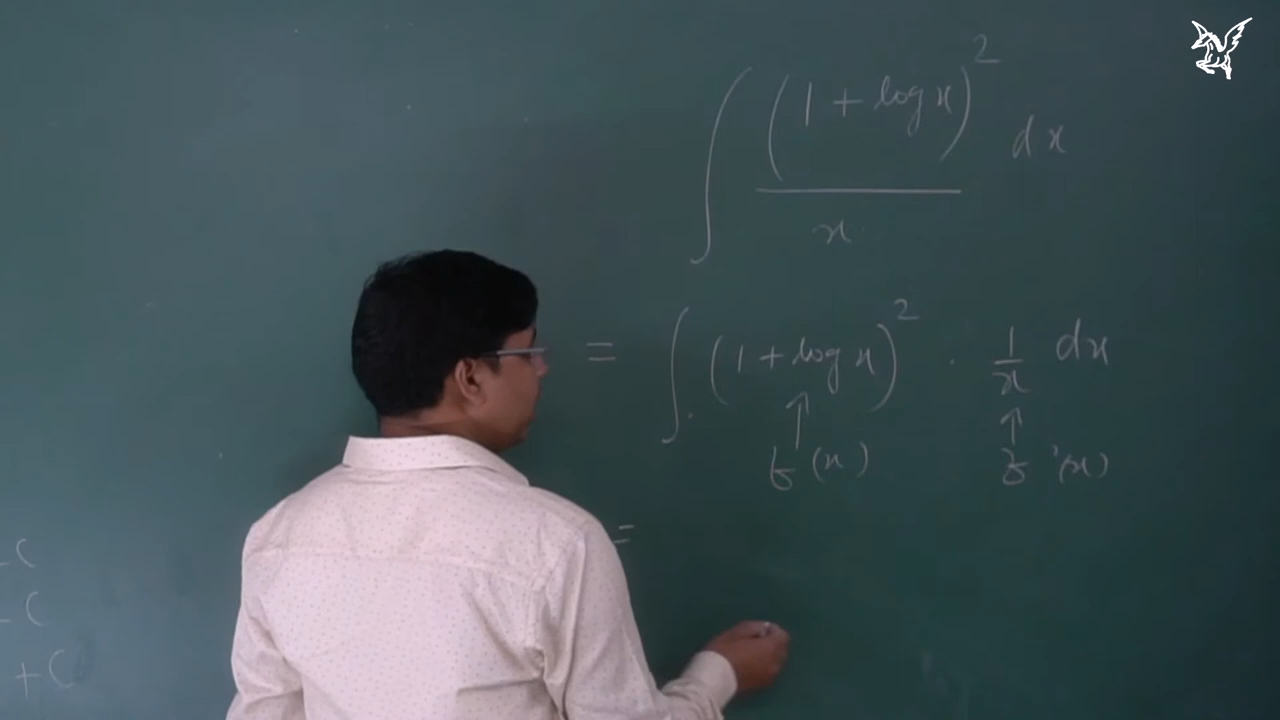 ∫ (1 + log x)² / x dx
= ∫ (1 + log x)² · 1/x dx
↑ ↑
f(x) f'(x)
=
- C
- C
+ C